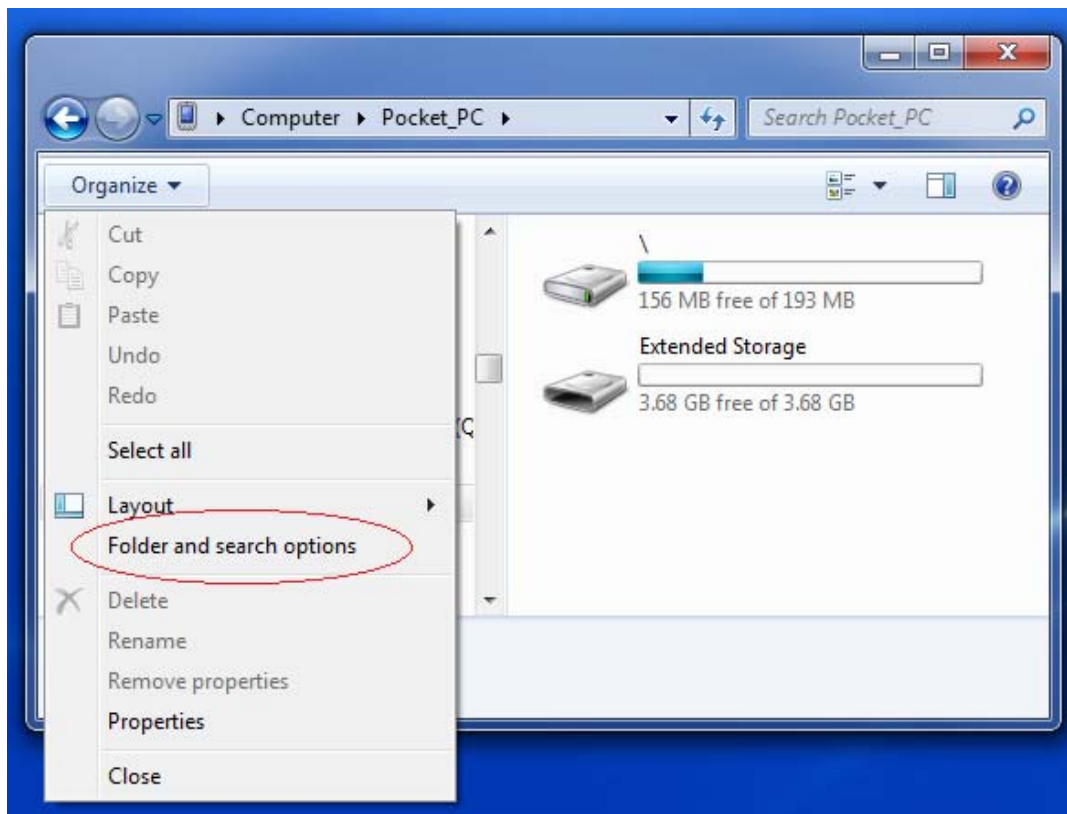 Computer Pocket_PC
Search Pocket_PC
Organize
Cut
Copy
Paste
Undo
Redo
Select all
Layout
Folder and search options
Delete
Rename
Remove properties
Properties
Close
(Q
\
156 MB free of 193 MB
Extended Storage
3.68 GB free of 3.68 GB